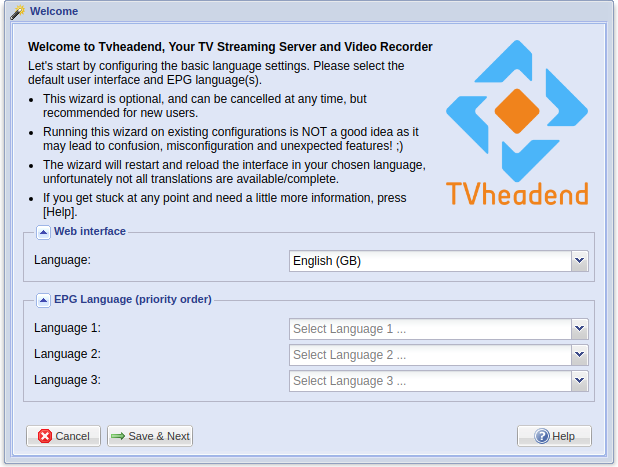 Welcome
Welcome to Tvheadend, Your TV Streaming Server and Video Recorder
Let's start by configuring the basic language settings. Please select the
default user interface and EPG language(s).
• This wizard is optional, and can be cancelled at any time, but
recommended for new users.
• Running this wizard on existing configurations is NOT a good idea as it
may lead to confusion, misconfiguration and unexpected features! ;)
• The wizard will restart and reload the interface in your chosen language,
unfortunately not all translations are available/complete.
• If you get stuck at any point and need a little more information, press
[Help].
TVheadend
Web interface
Language: English (GB)
EPG Language (priority order)
Language 1: Select Language 1 ...
Language 2: Select Language 2 ...
Language 3: Select Language 3 ...
Cancel Save & Next Help